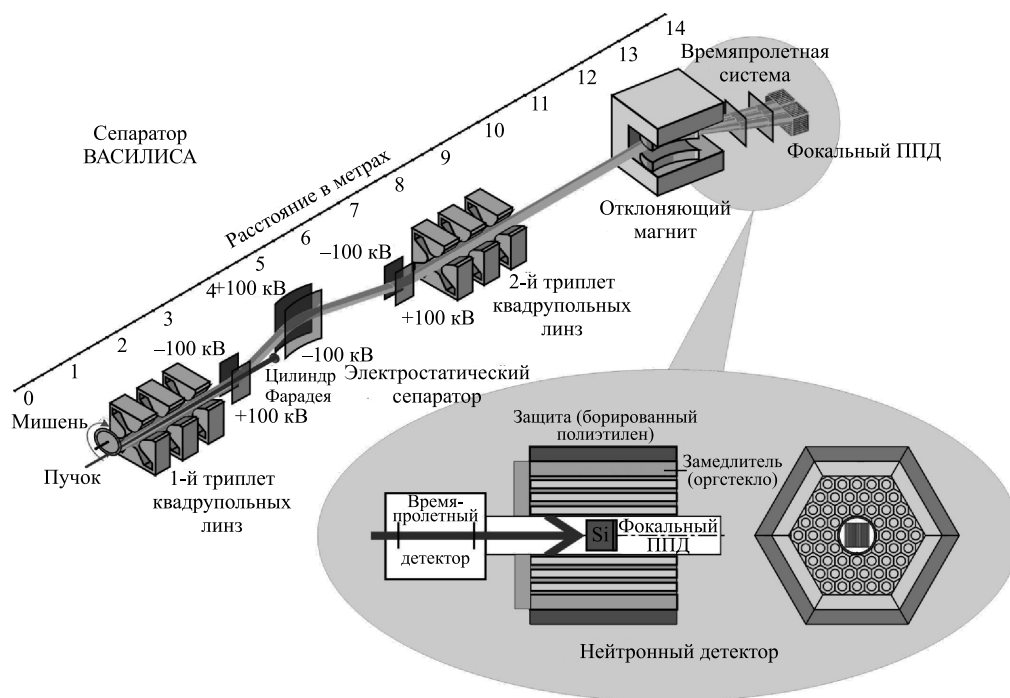 Сепаратор
ВАСИЛИСА
Расстояние в метрах
0
1
2
3
4
5
6
7
8
9
10
11
12
13
14
Времяпролетная
система
Фокальный ППД
Отклоняющий
магнит
–100 кВ
+100 кВ
2-й триплет
квадрупольных
линз
+100 кВ
–100 кВ
Электростатический
сепаратор
Цилиндр
Фарадея
–100 кВ
+100 кВ
Мишень
Пучок
1-й триплет
квадрупольных
линз
Защита (борированный
полиэтилен)
Замедлитель
(оргстекло)
Время-
пролетный
детектор
Si
Фокальный
ППД
Нейтронный детектор